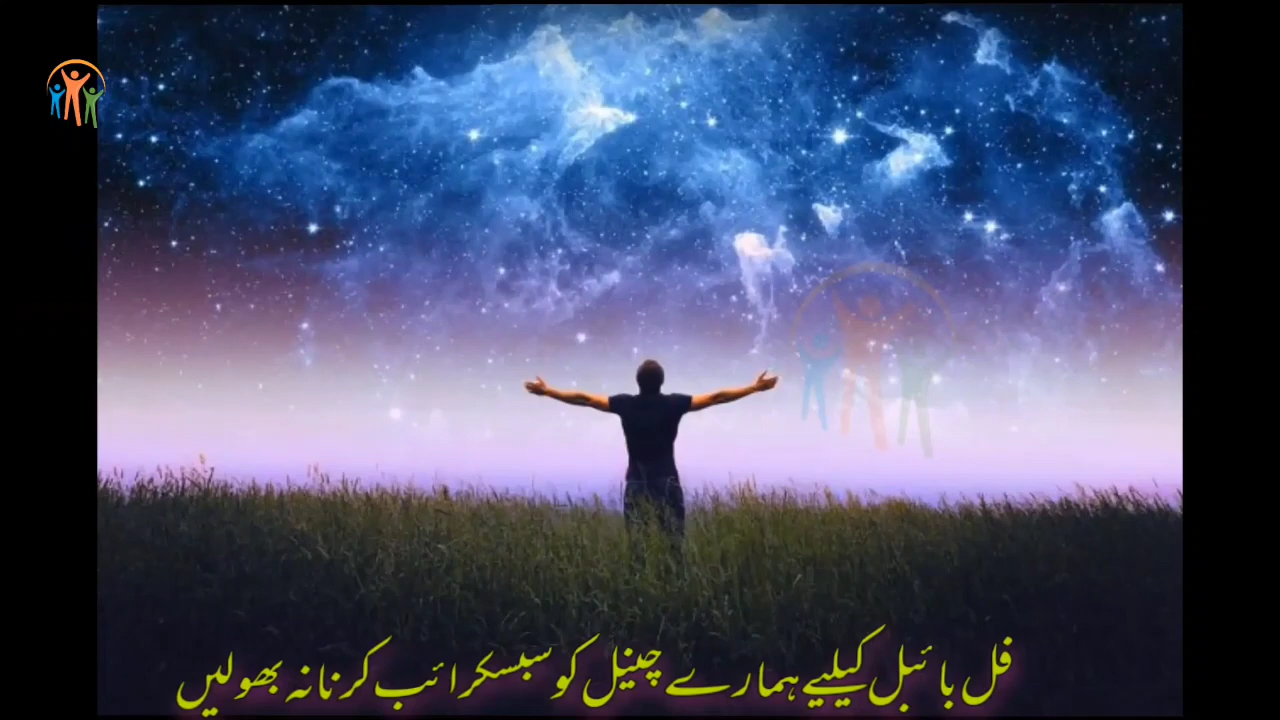 فل بائبل کیلیے ہمارے چینل کو سبسکرائب کرنا نہ بھولیں